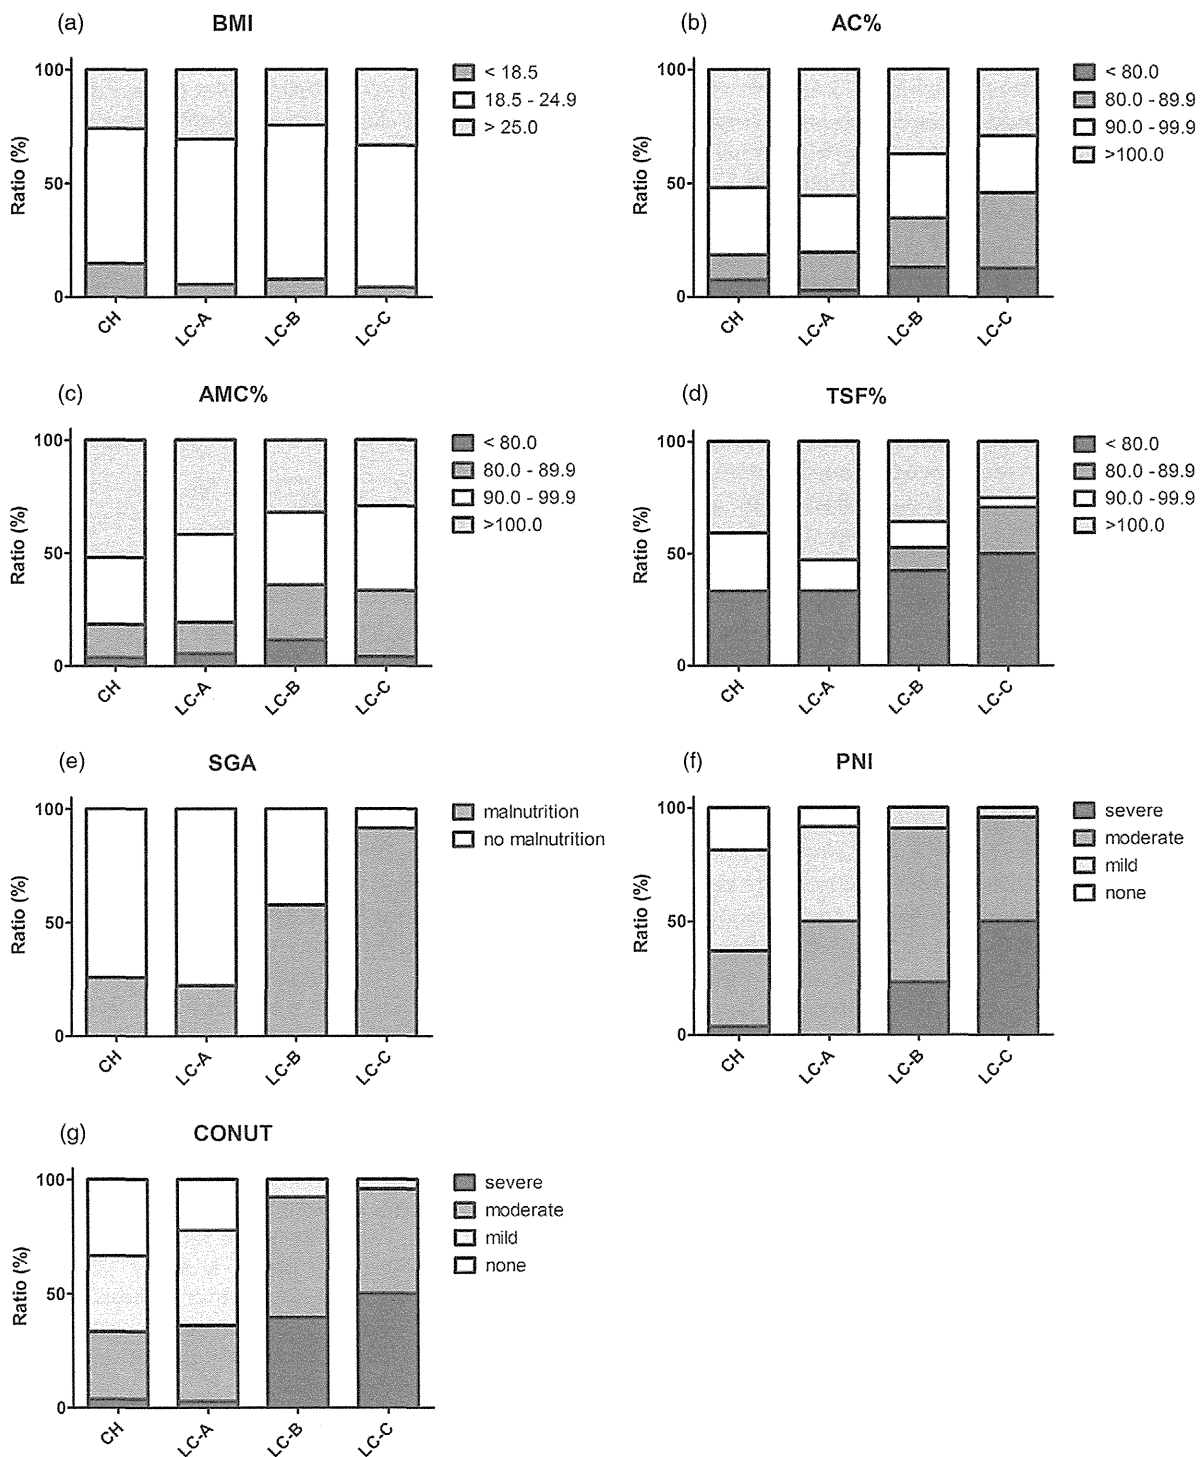 (a) BMI
100
50
0
Ratio (%)
CH LC-A LC-B LC-C
< 18.5
18.5 - 24.9
> 25.0
(b) AC%
100
50
0
Ratio (%)
CH LC-A LC-B LC-C
< 80.0
80.0 - 89.9
90.0 - 99.9
>100.0
(c) AMC%
100
50
0
Ratio (%)
CH LC-A LC-B LC-C
< 80.0
80.0 - 89.9
90.0 - 99.9
>100.0
(d) TSF%
100
50
0
Ratio (%)
CH LC-A LC-B LC-C
< 80.0
80.0 - 89.9
90.0 - 99.9
>100.0
(e) SGA
100
50
0
Ratio (%)
CH LC-A LC-B LC-C
malnutrition
no malnutrition
(f) PNI
100
50
0
Ratio (%)
CH LC-A LC-B LC-C
severe
moderate
mild
none
(g) CONUT
100
50
0
Ratio (%)
CH LC-A LC-B LC-C
severe
moderate
mild
none